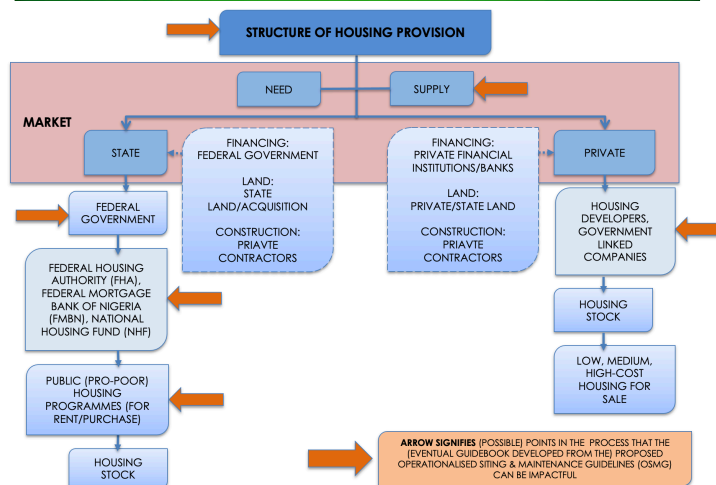 STRUCTURE OF HOUSING PROVISION
NEED
SUPPLY
MARKET
STATE
FINANCING:
FEDERAL GOVERNMENT
LAND:
STATE
LAND/ACQUISITION
CONSTRUCTION:
PRIAVTE
CONTRACTORS
FINANCING:
PRIVATE FINANCIAL
INSTITUTIONS/BANKS
LAND:
PRIVATE/STATE LAND
CONSTRUCTION:
PRIAVTE
CONTRACTORS
PRIVATE
FEDERAL
GOVERNMENT
HOUSING
DEVELOPERS,
GOVERNMENT
LINKED
COMPANIES
FEDERAL HOUSING
AUTHORITY (FHA),
FEDERAL MORTGAGE
BANK OF NIGERIA
(FMBN), NATIONAL
HOUSING FUND (NHF)
HOUSING
STOCK
PUBLIC (PRO-POOR)
HOUSING
PROGRAMMES (FOR
RENT/PURCHASE)
LOW, MEDIUM,
HIGH-COST
HOUSING FOR
SALE
HOUSING
STOCK
ARROW SIGNIFIES (POSSIBLE) POINTS IN THE PROCESS THAT THE
(EVENTUAL GUIDEBOOK DEVELOPED FROM THE) PROPOSED
OPERATIONALISED SITING & MAINTENANCE GUIDELINES (OSMG)
CAN BE IMPACTFUL